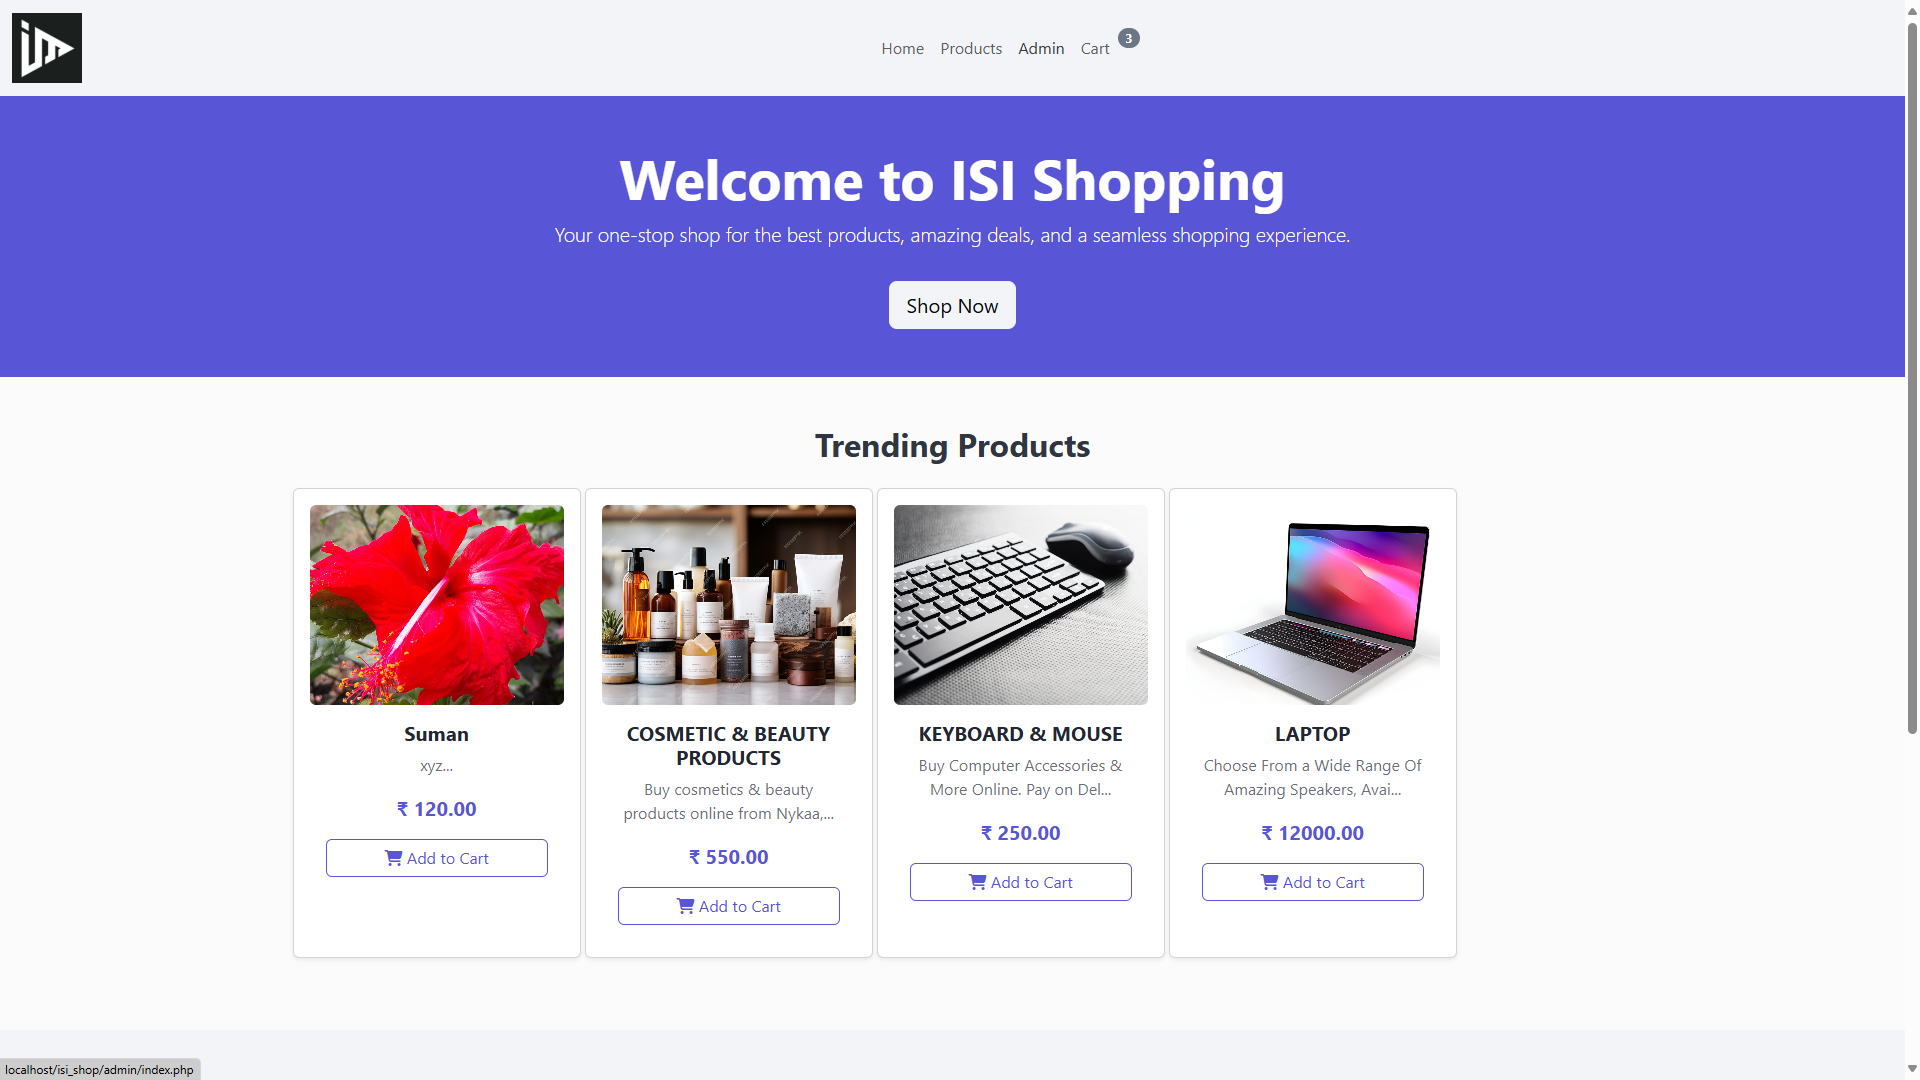 Home Products Admin Cart 3
Welcome to ISI Shopping
Your one-stop shop for the best products, amazing deals, and a seamless shopping experience.
Shop Now
Trending Products
Suman
xyz...
₹ 120.00
Add to Cart
COSMETIC & BEAUTY
PRODUCTS
Buy cosmetics & beauty
products online from Nykaa,...
₹ 550.00
Add to Cart
KEYBOARD & MOUSE
Buy Computer Accessories &
More Online. Pay on Del...
₹ 250.00
Add to Cart
LAPTOP
Choose From a Wide Range Of
Amazing Speakers, Avai...
₹ 12000.00
Add to Cart
localhost/isi_shop/admin/index.php